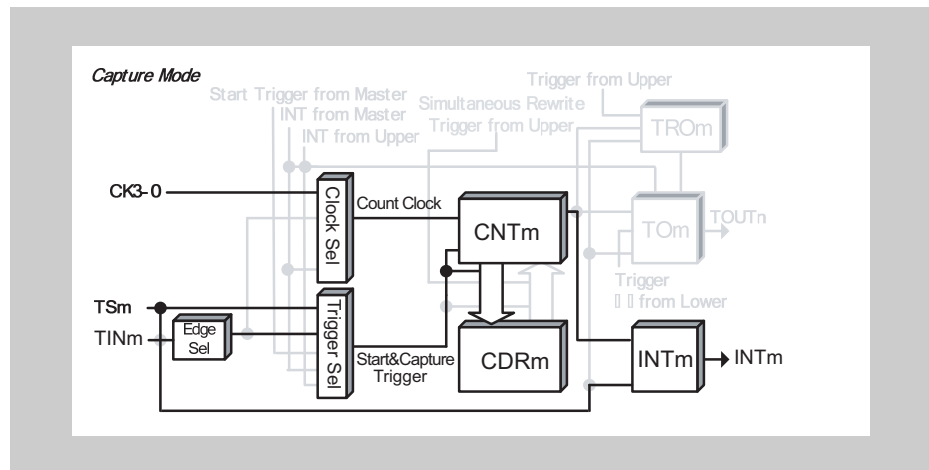 Capture Mode
Trigger from Upper
Start Trigger from Master
Simultaneous Rewrite
INT from Master
Trigger from Upper
INT from Upper
TROm
CK3-0
Clock Sel
Count Clock
CNTm
TOm
TOUTn
Trigger
from Lower
TSm
TINm
Edge
Sel
Trigger Sel
Start&Capture
Trigger
CDRm
INTm
INTm